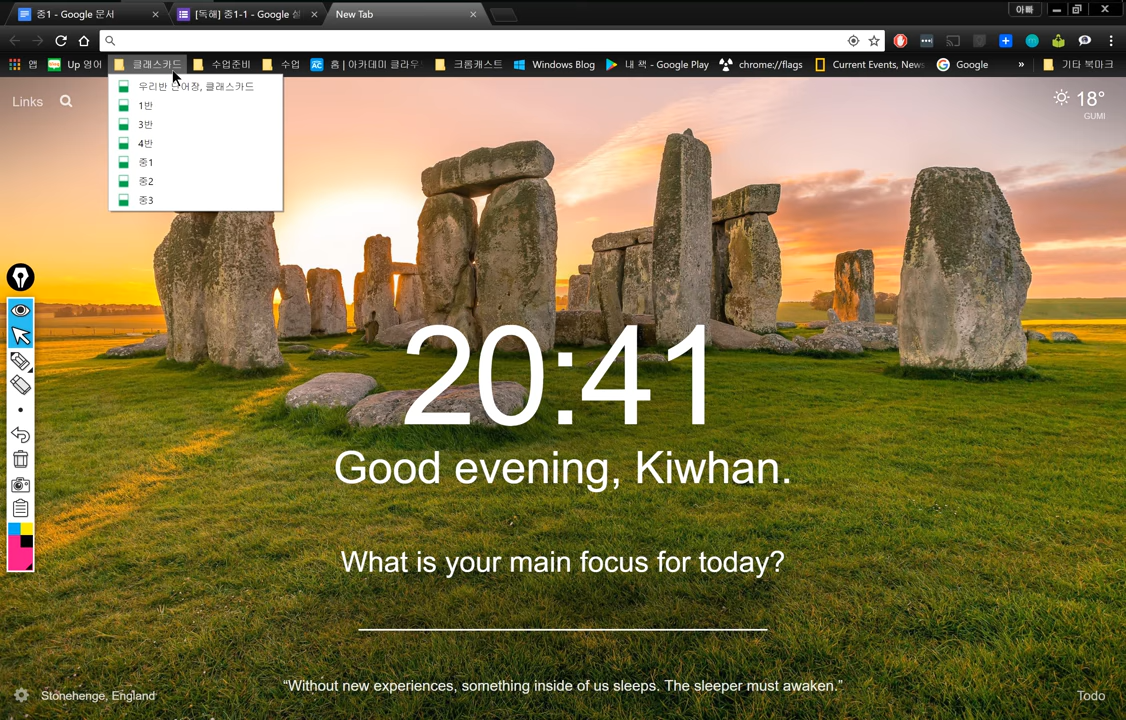 중1 - Google 문서
[독해] 중1-1 - Google 설
New Tab
아빠
앱
Up 영어
클래스카드
수업준비
수업
홈 | 아카데미 클라우
크롬캐스트
Windows Blog
내 책 - Google Play
chrome://flags
Current Events, News
Google
»
기타 북마크
우리반 단어장, 클래스카드
1반
3반
4반
중1
중2
중3
Links
18°
GUMI
20:41
Good evening, Kiwhan.
What is your main focus for today?
“Without new experiences, something inside of us sleeps. The sleeper must awaken.”
Stonehenge, England
Todo